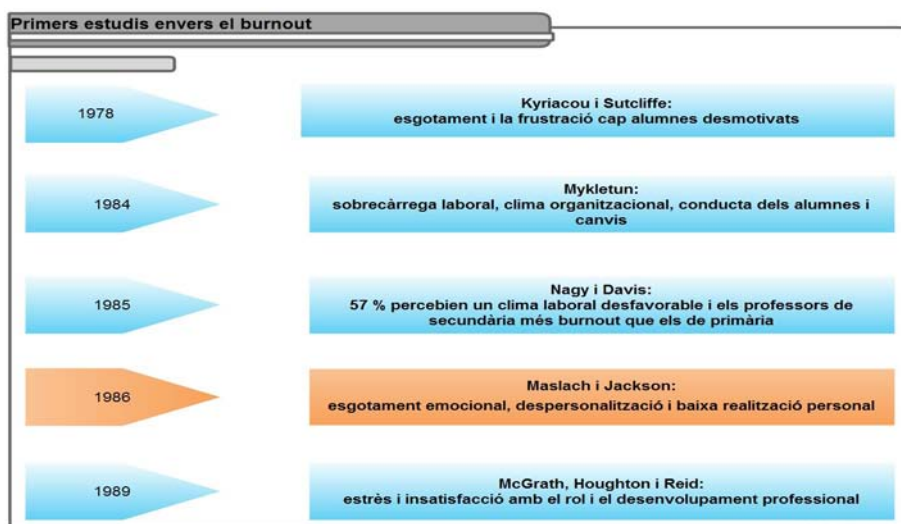 Primers estudis envers el burnout
1978
Kyriacou i Sutcliffe:
esgotament i la frustració cap alumnes desmotivats
1984
Mykletun:
sobrecàrrega laboral, clima organitzacional, conducta dels alumnes i
canvis
1985
Nagy i Davis:
57 % percebien un clima laboral desfavorable i els professors de
secundària més burnout que els de primària
1986
Maslach i Jackson:
esgotament emocional, despersonalització i baixa realització personal
1989
McGrath, Houghton i Reid:
estrès i insatisfacció amb el rol i el desenvolupament professional